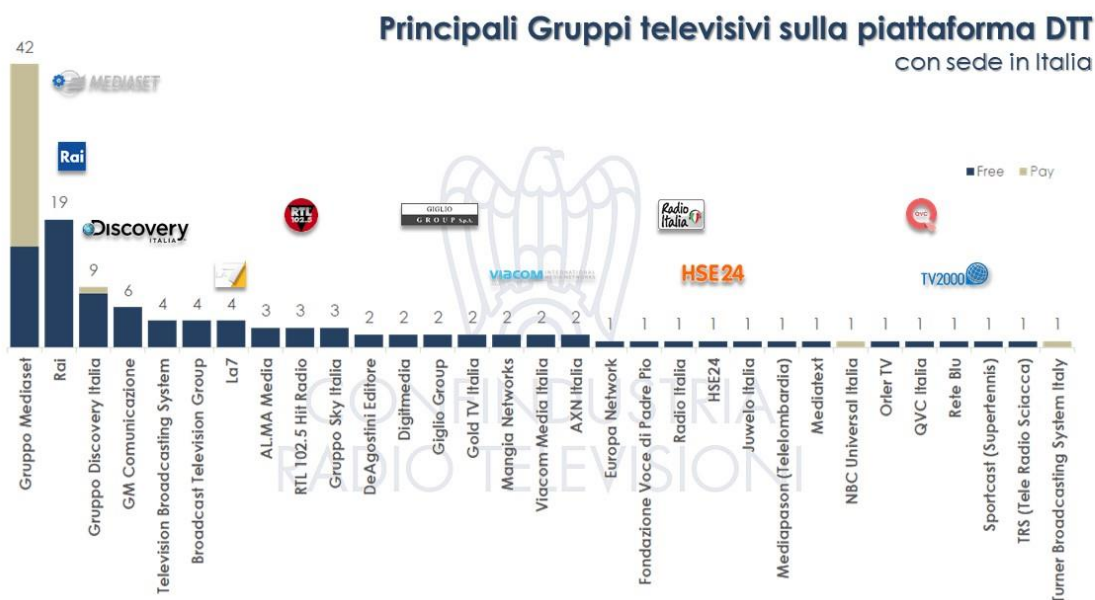 Principali Gruppi televisivi sulla piattaforma DTT
con sede in Italia
42
MEDIASET
Rai
19
Free Pay
Discovery
ITALIA
RTL
102.5
GIGLIO
GROUP S.p.A.
Radio
Italia
QVC
VIACOM INTERNATIONAL
MEDIA NETWORKS
HSE24
TV2000
9
6
4
4
4
3
3
3
2
2
2
2
2
2
2
1
1
1
1
1
1
1
1
1
1
1
1
1
1
Gruppo Mediaset
Rai
Gruppo Discovery Italia
GM Comunicazione
Television Broadcasting System
Broadcast Television Group
La7
ALMA Media
RTL 102.5 Hit Radio
Gruppo Sky Italia
DeAgostini Editore
Digitmedia
Giglio Group
Gold TV Italia
Mangia Networks
Viacom Media Italia
AXN Italia
Europa Network
Fondazione Voce di Padre Pio
Radio Italia
HSE24
Juwelo Italia
Mediapason (Telelombardia)
Mediatext
NBC Universal Italia
Orler TV
QVC Italia
Rete Blu
Sportcast (Supertennis)
TRS (Tele Radio Sciacca)
Turner Broadcasting System Italy
CONFINDUSTRIA
RADIO TELEVISIONI